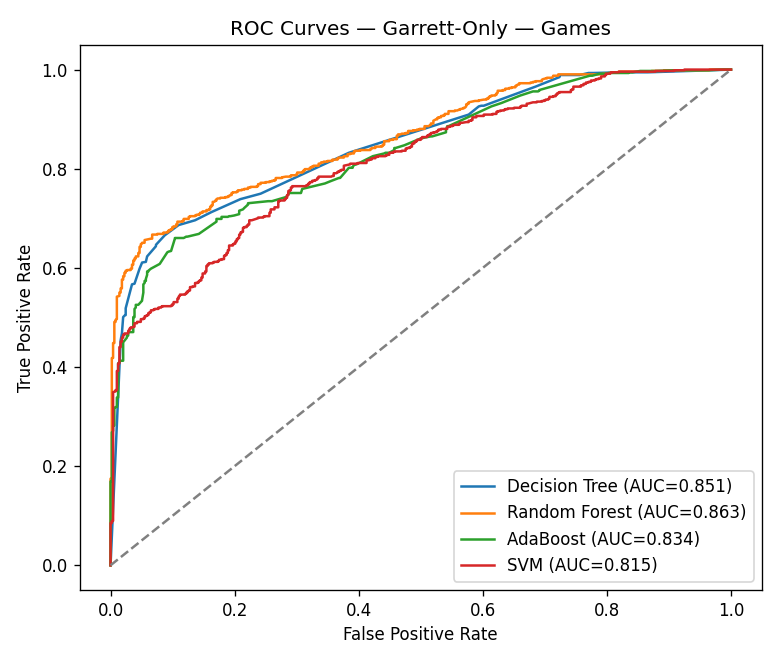 ROC Curves — Garrett-Only — Games
True Positive Rate
1.0
0.8
0.6
0.4
0.2
0.0
0.0 0.2 0.4 0.6 0.8 1.0
False Positive Rate
Decision Tree (AUC=0.851)
Random Forest (AUC=0.863)
AdaBoost (AUC=0.834)
SVM (AUC=0.815)